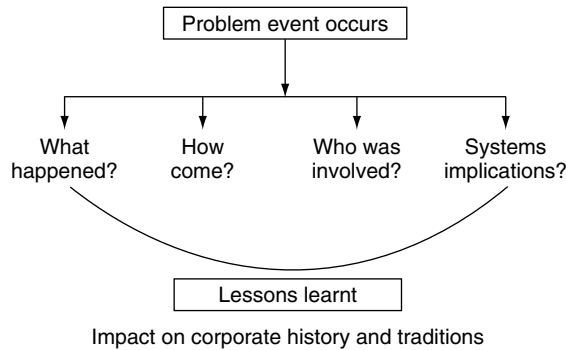 Problem event occurs
What
happened?
How
come?
Who was
involved?
Systems
implications?
Lessons learnt
Impact on corporate history and traditions